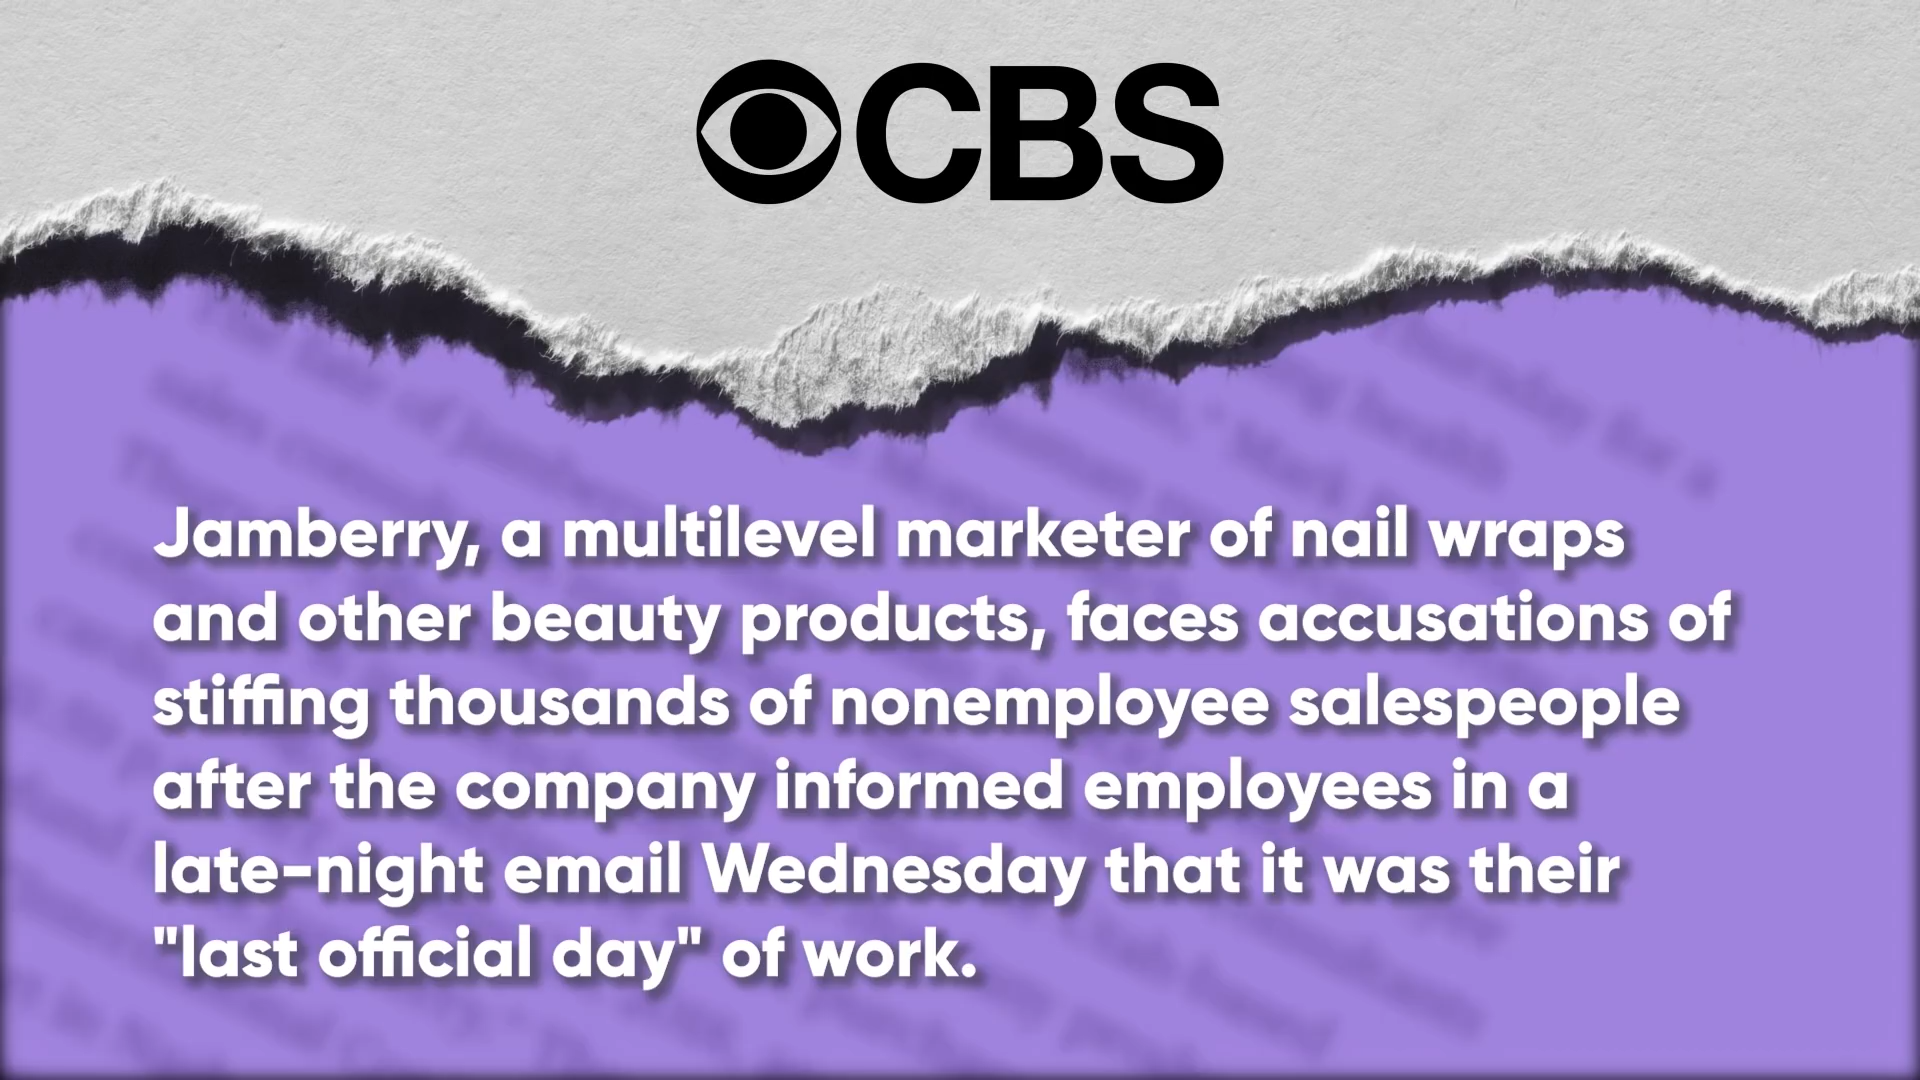 CBS
Jamberry, a multilevel marketer of nail wraps
and other beauty products, faces accusations of
stiffing thousands of nonemployee salespeople
after the company informed employees in a
late-night email Wednesday that it was their
"last official day" of work.